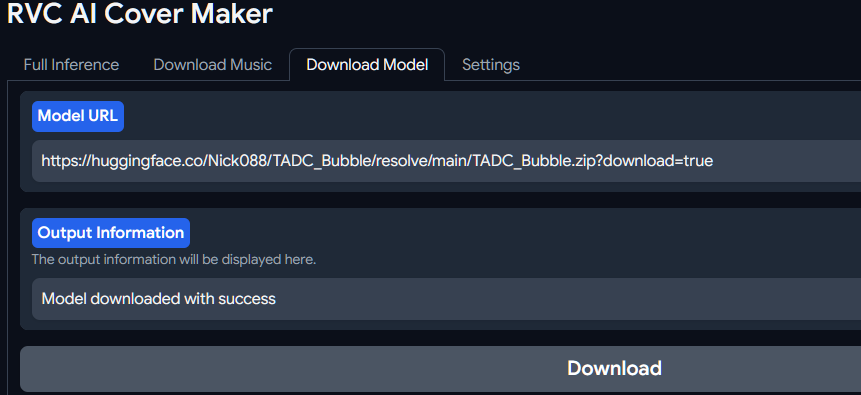 RVC AI Cover Maker
Full Inference Download Music Download Model Settings
Model URL
https://huggingface.co/Nick088/TADC_Bubble/resolve/main/TADC_Bubble.zip?download=true
Output Information
The output information will be displayed here.
Model downloaded with success
Download